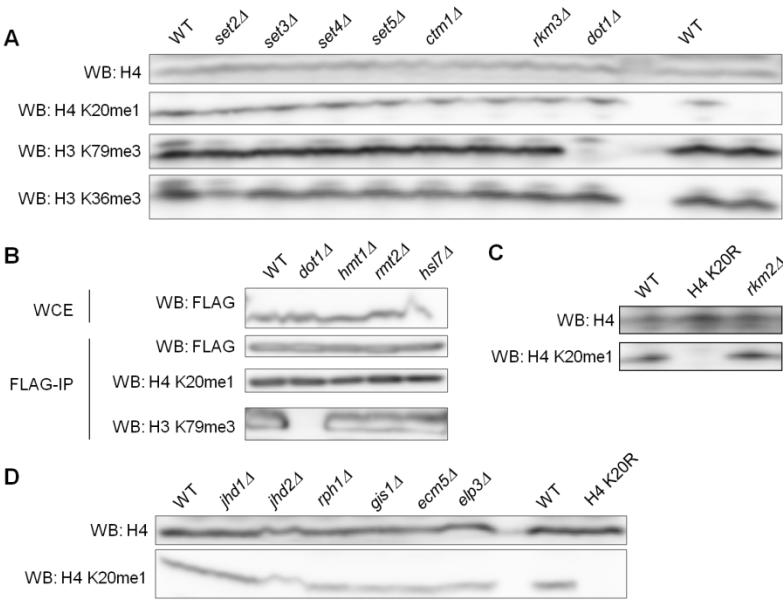 A
WT set2Δ set3Δ set4Δ set5Δ ctm1Δ rkm3Δ dot1Δ WT
WB: H4
WB: H4 K20me1
WB: H3 K79me3
WB: H3 K36me3
B
WT dot1Δ hmt1Δ rmt2Δ hsl7Δ
WCE
WB: FLAG
FLAG-IP
WB: FLAG
WB: H4 K20me1
WB: H3 K79me3
C
WT H4 K20R rkm2Δ
WB: H4
WB: H4 K20me1
D
WT jhd1Δ jhd2Δ rph1Δ gis1Δ ecm5Δ elp3Δ WT H4 K20R
WB: H4
WB: H4 K20me1